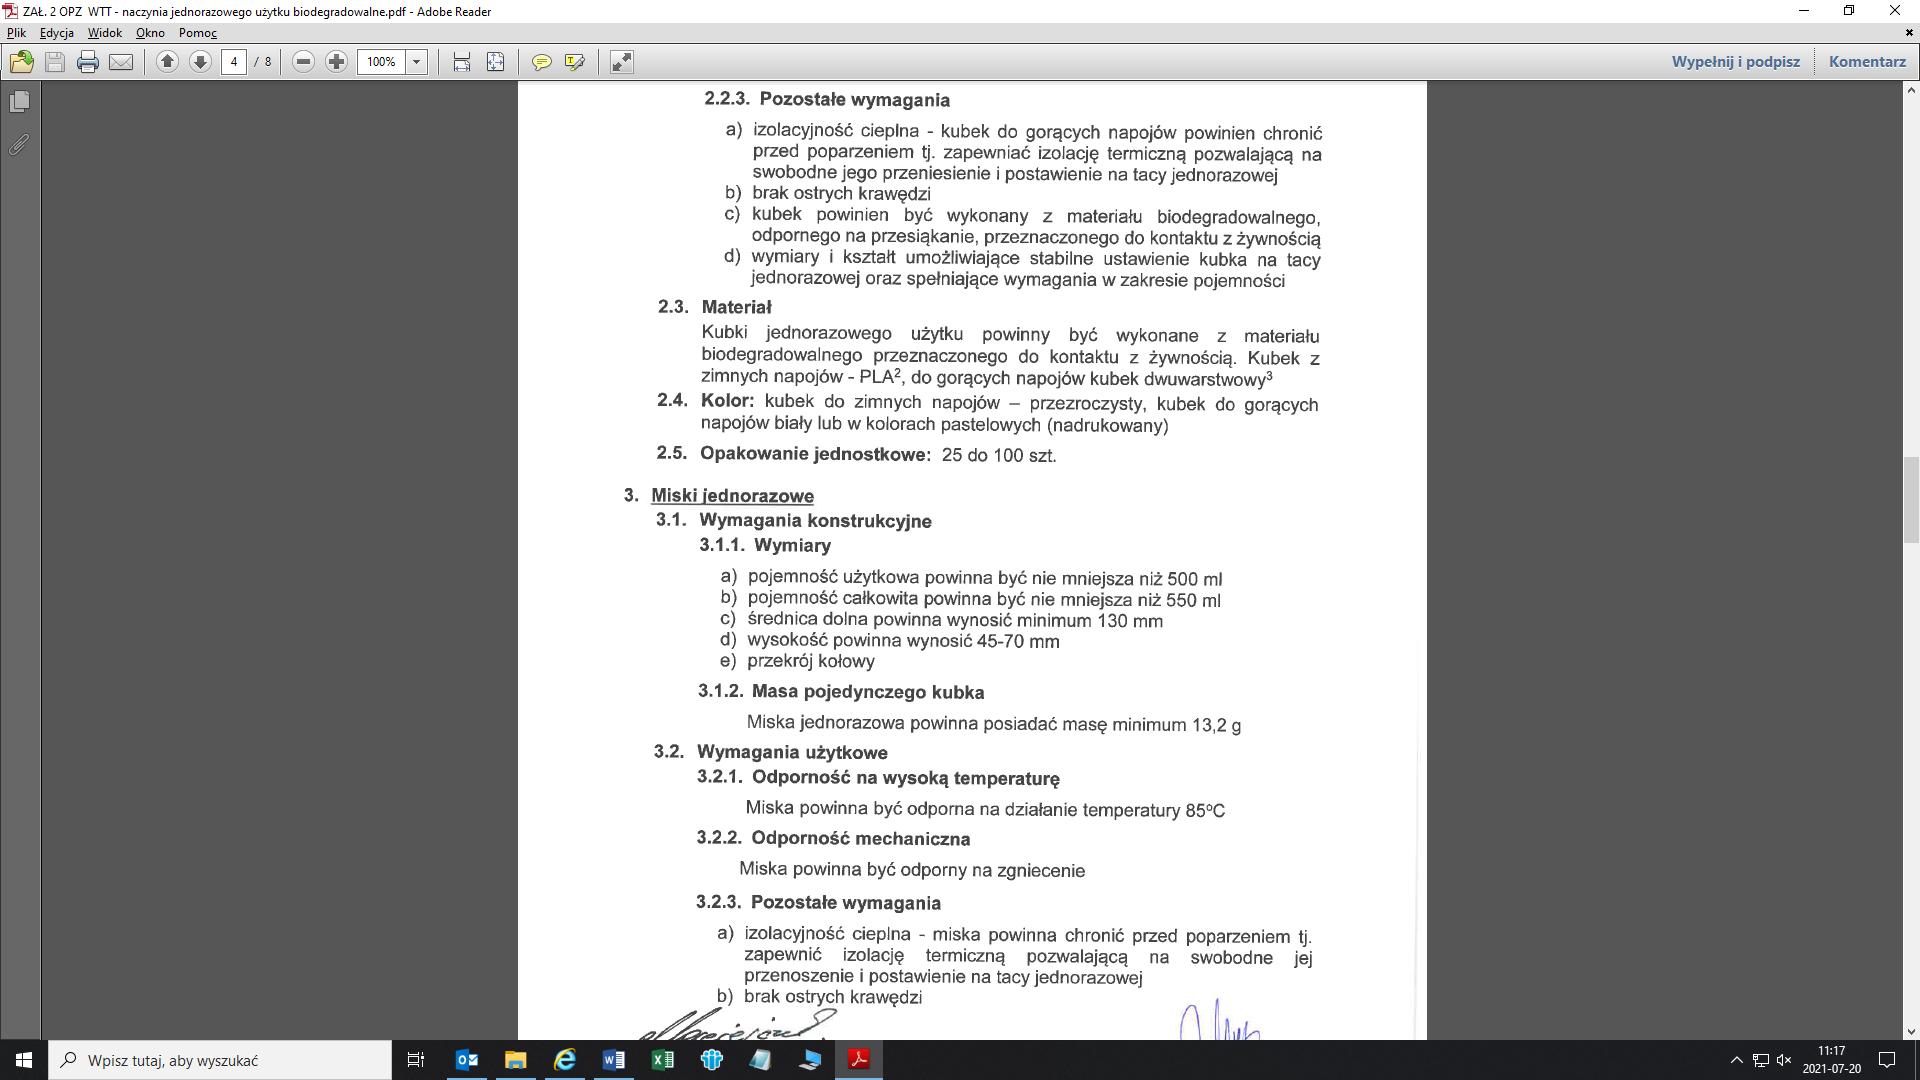 ZAŁ. 2 OPZ  WTT - naczynia jednorazowego użytku biodegradowalne.pdf - Adobe Reader
Plik Edycja Widok Okno Pomoc
4 / 8 100% Wypełnij i podpisz Komentarz
2.2.3. Pozostałe wymagania
a) izolacyjność cieplna - kubek do gorących napojów powinien chronić
przed poparzeniem tj. zapewniać izolację termiczną pozwalającą na
swobodne jego przeniesienie i postawienie na tacy jednorazowej
b) brak ostrych krawędzi
c) kubek powinien być wykonany z materiału biodegradowalnego,
odpornego na przesiąkanie, przeznaczonego do kontaktu z żywnością
d) wymiary i kształt umożliwiające stabilne ustawienie kubka na tacy
jednorazowej oraz spełniające wymagania w zakresie pojemności
2.3. Materiał
Kubki jednorazowego użytku powinny być wykonane z materiału
biodegradowalnego przeznaczonego do kontaktu z żywnością. Kubek z
zimnych napojów - PLA², do gorących napojów kubek dwuwarstwowy³
2.4. Kolor: kubek do zimnych napojów – przezroczysty, kubek do gorących
napojów biały lub w kolorach pastelowych (nadrukowany)
2.5. Opakowanie jednostkowe: 25 do 100 szt.
3. Miski jednorazowe
3.1. Wymagania konstrukcyjne
3.1.1. Wymiary
a) pojemność użytkowa powinna być nie mniejsza niż 500 ml
b) pojemność całkowita powinna być nie mniejsza niż 550 ml
c) średnica dolna powinna wynosić minimum 130 mm
d) wysokość powinna wynosić 45-70 mm
e) przekrój kołowy
3.1.2. Masa pojedynczego kubka
Miska jednorazowa powinna posiadać masę minimum 13,2 g
3.2. Wymagania użytkowe
3.2.1. Odporność na wysoką temperaturę
Miska powinna być odporna na działanie temperatury 85ºC
3.2.2. Odporność mechaniczna
Miska powinna być odporny na zgniecenie
3.2.3. Pozostałe wymagania
a) izolacyjność cieplna - miska powinna chronić przed poparzeniem tj.
zapewnić izolację termiczną pozwalającą na swobodne jej
przenoszenie i postawienie na tacy jednorazowej
b) brak ostrych krawędzi
Wpisz tutaj, aby wyszukać
11:17
2021-07-20